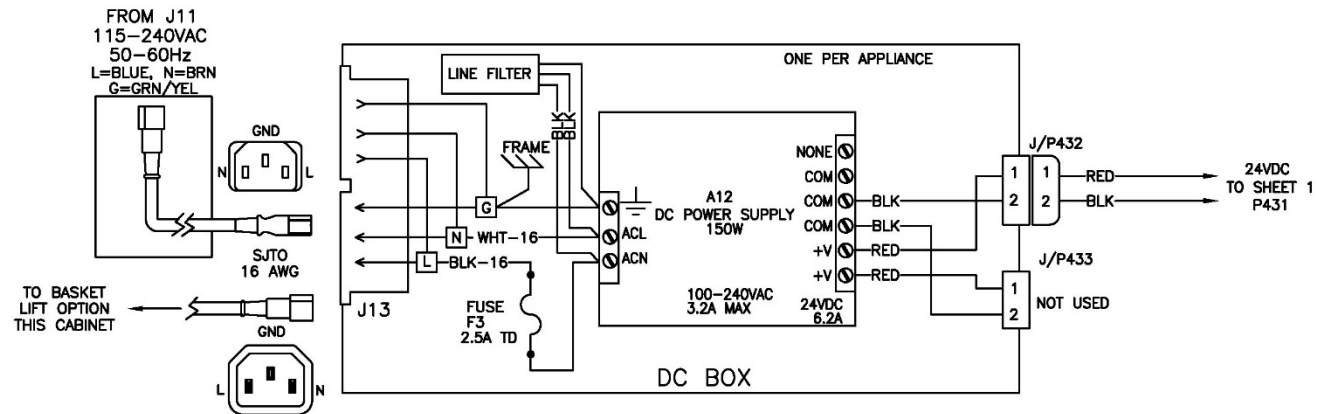 FROM J11
115-240VAC
50-60Hz
L=BLUE, N=BRN
G=GRN/YEL
GND
N
L
SJTO
16 AWG
TO BASKET
LIFT OPTION
THIS CABINET
GND
L
N
J13
LINE FILTER
BLK
BLK
FRAME
G
N
WHT-16
L
BLK-16
FUSE
F3
2.5A TD
ACL
ACN
ONE PER APPLIANCE
A12
DC POWER SUPPLY
150W
100-240VAC
3.2A MAX
24VDC
6.2A
NONE
COM
COM
COM
+V
+V
BLK
BLK
RED
RED
DC BOX
J/P432
1
2
1
2
RED
BLK
24VDC
TO SHEET 1
P431
J/P433
1
2
NOT USED